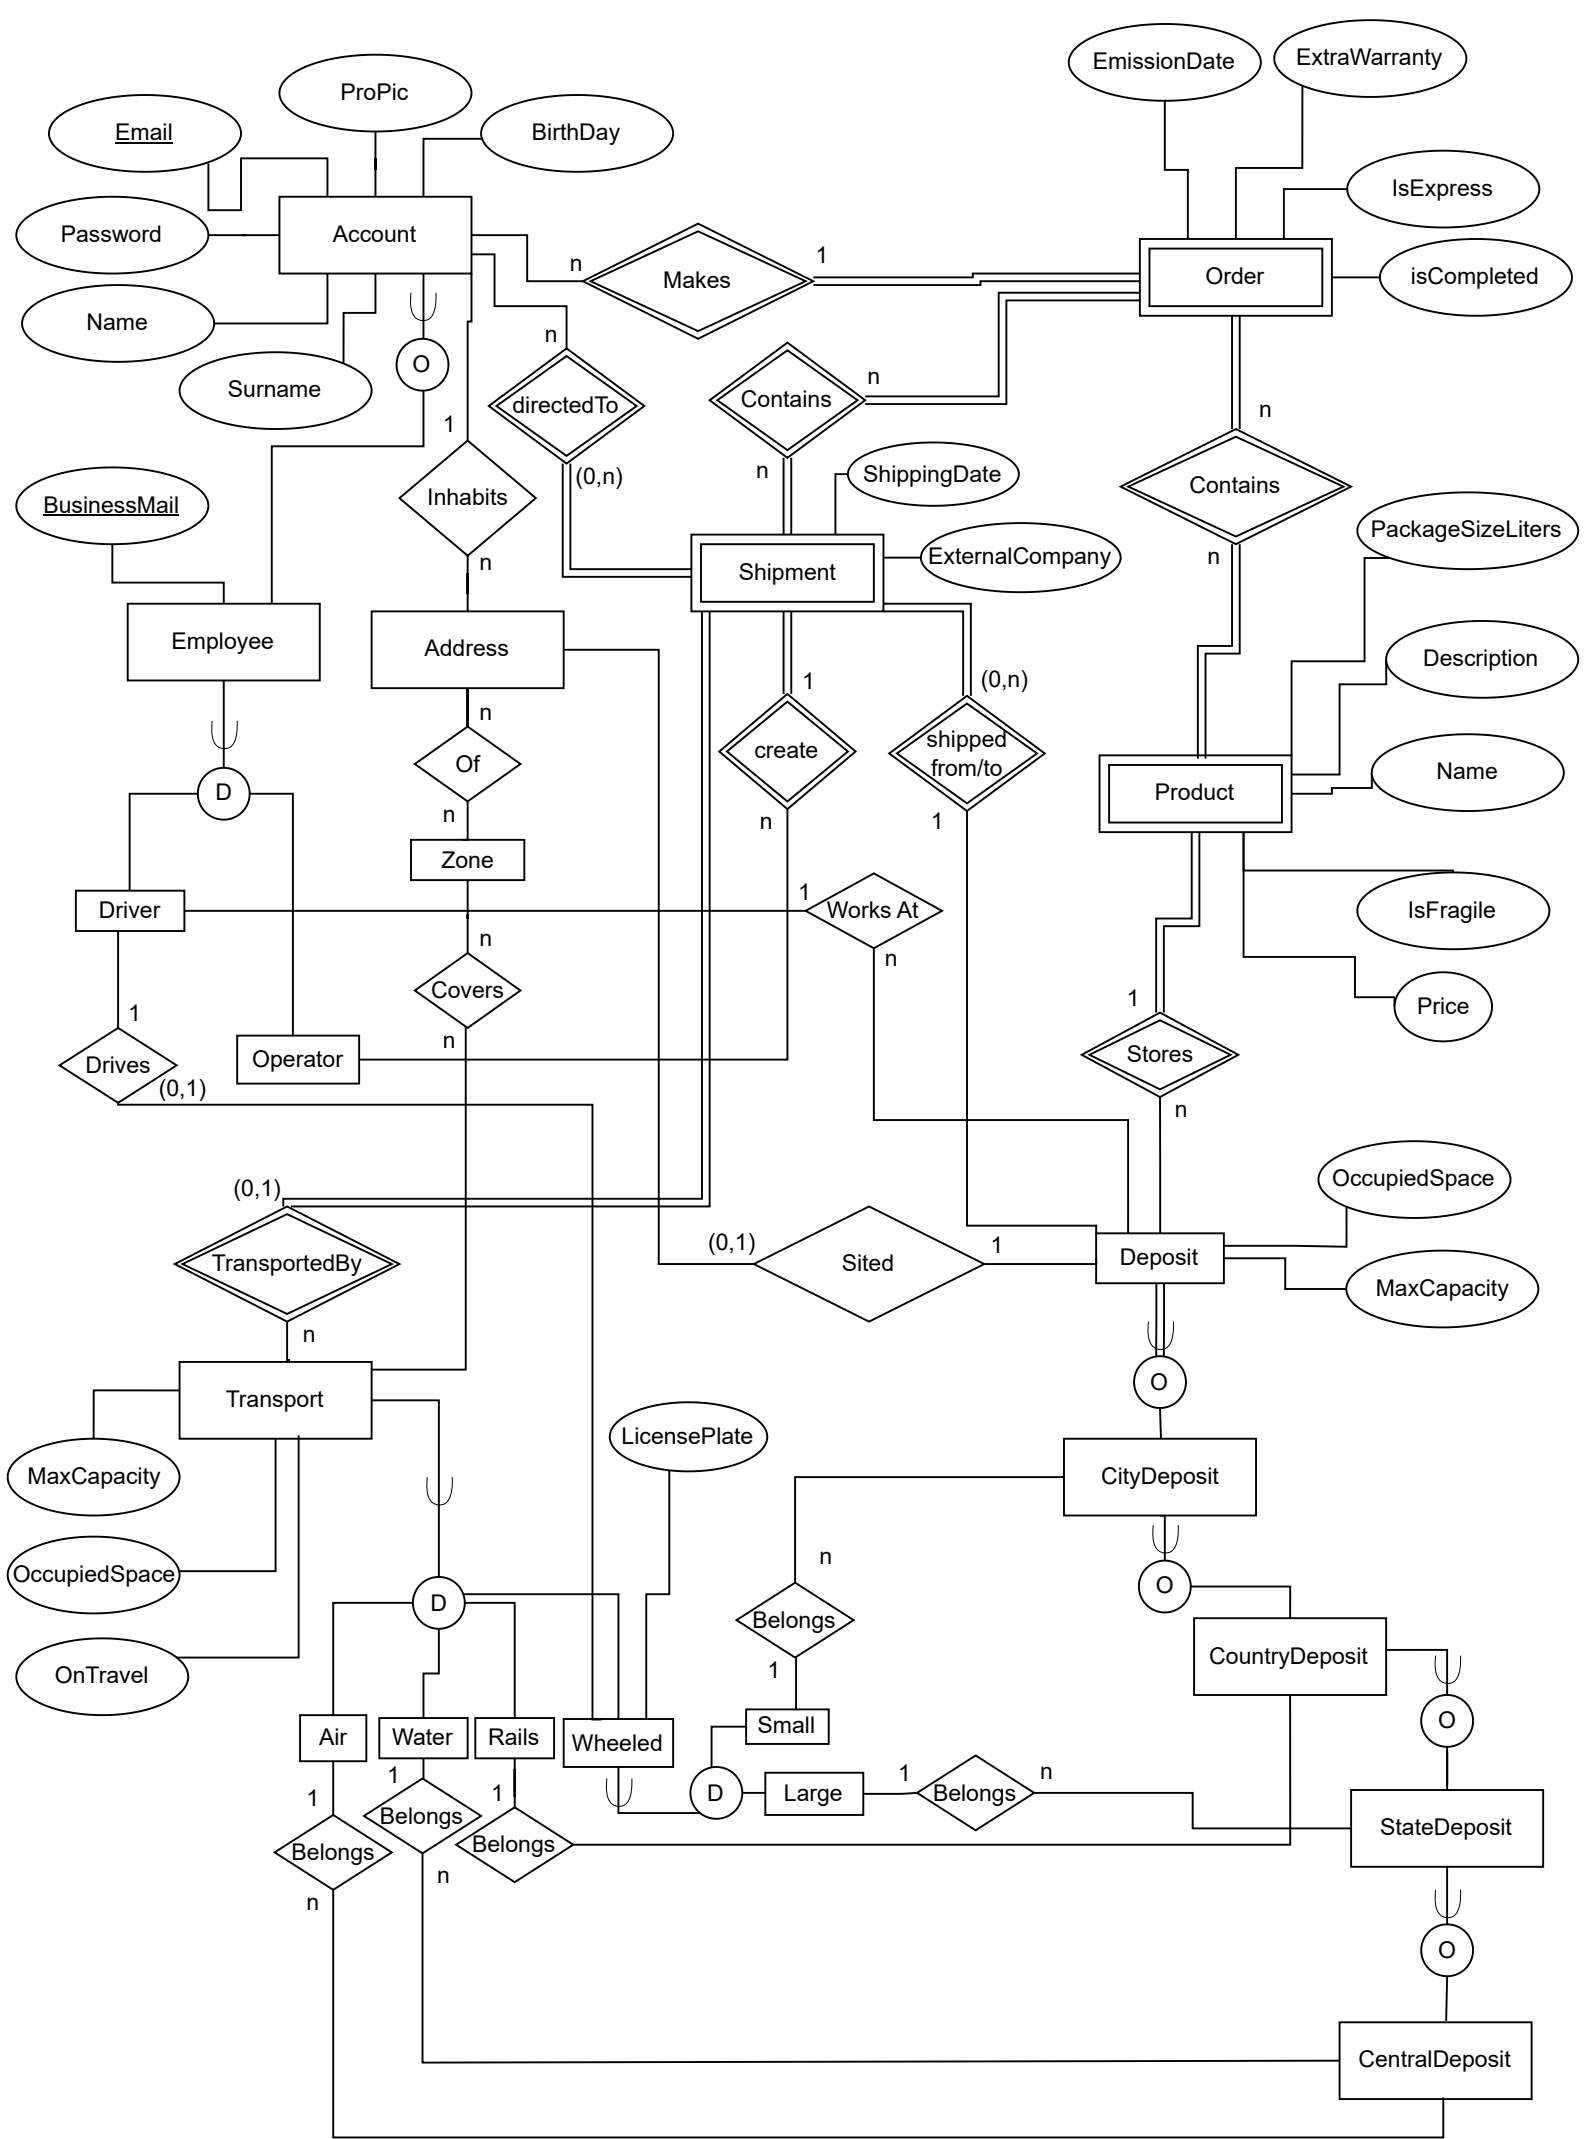 EmissionDate
ExtraWarranty
ProPic
Email
BirthDay
IsExpress
Password
Account
n
Makes
1
Order
isCompleted
Name
Surname
O
n
directedTo
(0,n)
Contains
n
n
n
1
Inhabits
n
ShippingDate
Contains
n
BusinessMail
PackageSizeLiters
Shipment
ExternalCompany
Employee
Address
Description
n
Of
n
1
create
n
(0,n)
shipped
from/to
1
Name
Product
D
Zone
IsFragile
Driver
1
Works At
n
n
Covers
n
Price
1
Drives
(0,1)
Operator
1
Stores
n
OccupiedSpace
(0,1)
TransportedBy
n
(0,1)
Sited
1
Deposit
MaxCapacity
O
Transport
LicensePlate
MaxCapacity
CityDeposit
OccupiedSpace
n
D
Belongs
1
O
OnTravel
CountryDeposit
Air
Water
Rails
Wheeled
Small
O
1
1
1
D
Large
1
Belongs
n
Belongs
Belongs
Belongs
StateDeposit
n
n
O
CentralDeposit